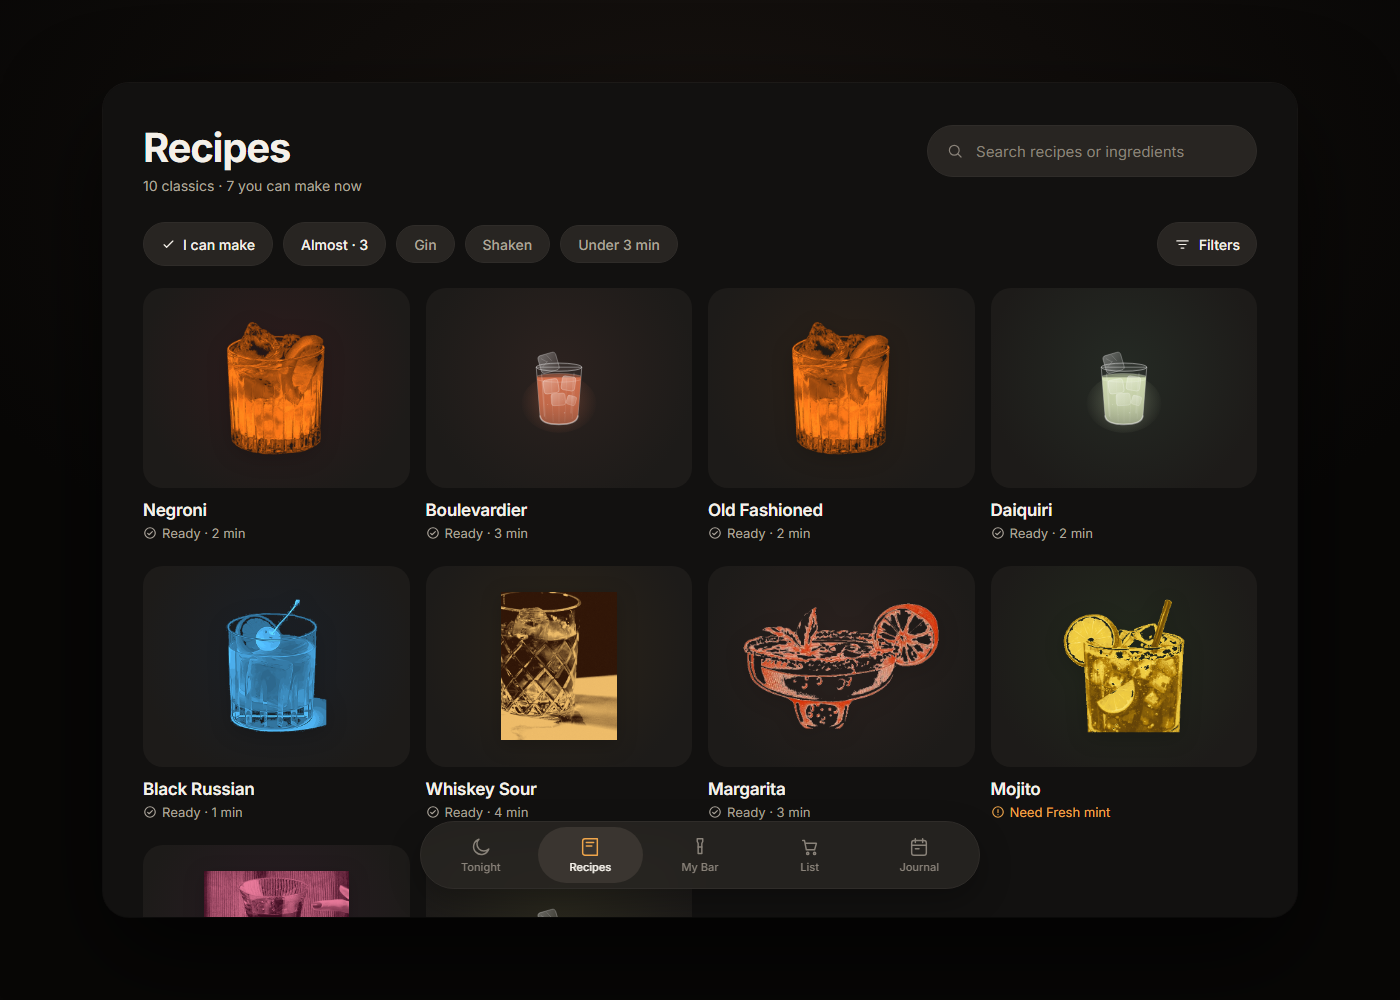 Recipes
10 classics · 7 you can make now
Search recipes or ingredients
I can make
Almost · 3
Gin
Shaken
Under 3 min
Filters
Negroni
Ready · 2 min
Boulevardier
Ready · 3 min
Old Fashioned
Ready · 2 min
Daiquiri
Ready · 2 min
Black Russian
Ready · 1 min
Whiskey Sour
Ready · 4 min
Margarita
Ready · 3 min
Mojito
Need Fresh mint
Tonight
Recipes
My Bar
List
Journal